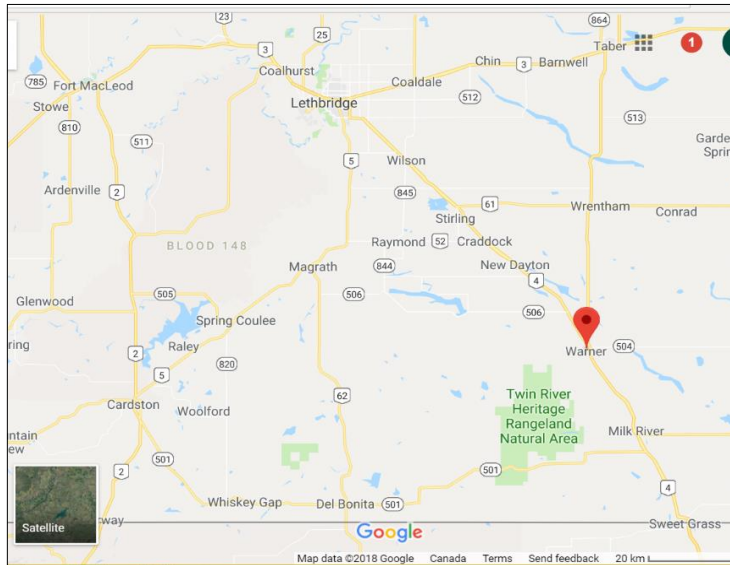 23
25
864
Taber
1
3
Coalhurst
Chin
Barnwell
3
785
Fort MacLeod
Coaldale
Stowe
Lethbridge
512
810
513
511
Garde
Sprin
5
Wilson
Ardenville
2
845
61
Wrentham
Conrad
Stirling
BLOOD 148
Raymond
52
Craddock
Magrath
844
New Dayton
4
505
506
Glenwood
506
Spring Coulee
ring
Raley
Warner
504
2
820
5
Twin River
Heritage
Rangeland
Natural Area
62
Cardston
Woolford
Milk River
untain
ew
501
501
2
4
Whiskey Gap
Del Bonita
501
Satellite
rway
Google
Sweet Grass
Map data ©2018 Google Canada Terms Send feedback 20 km